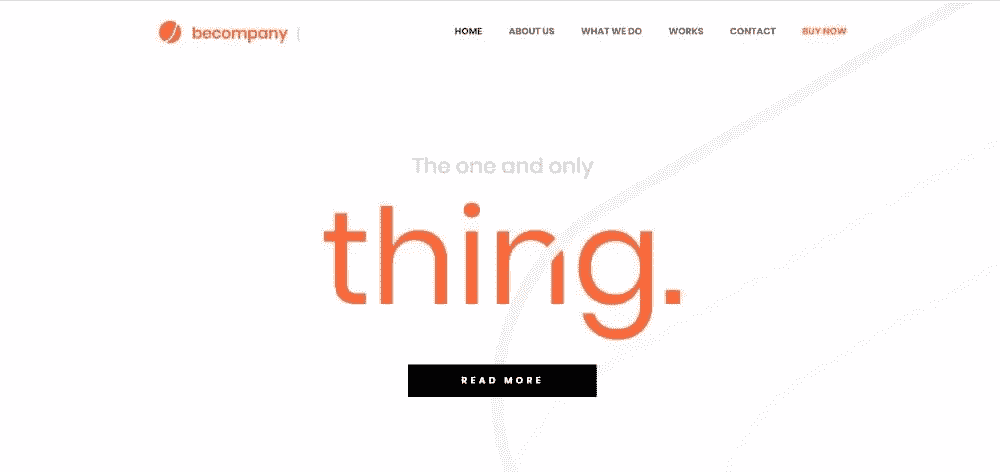 becompany
HOME ABOUT US WHAT WE DO WORKS CONTACT BUY NOW
The one and only
thing.
READ MORE